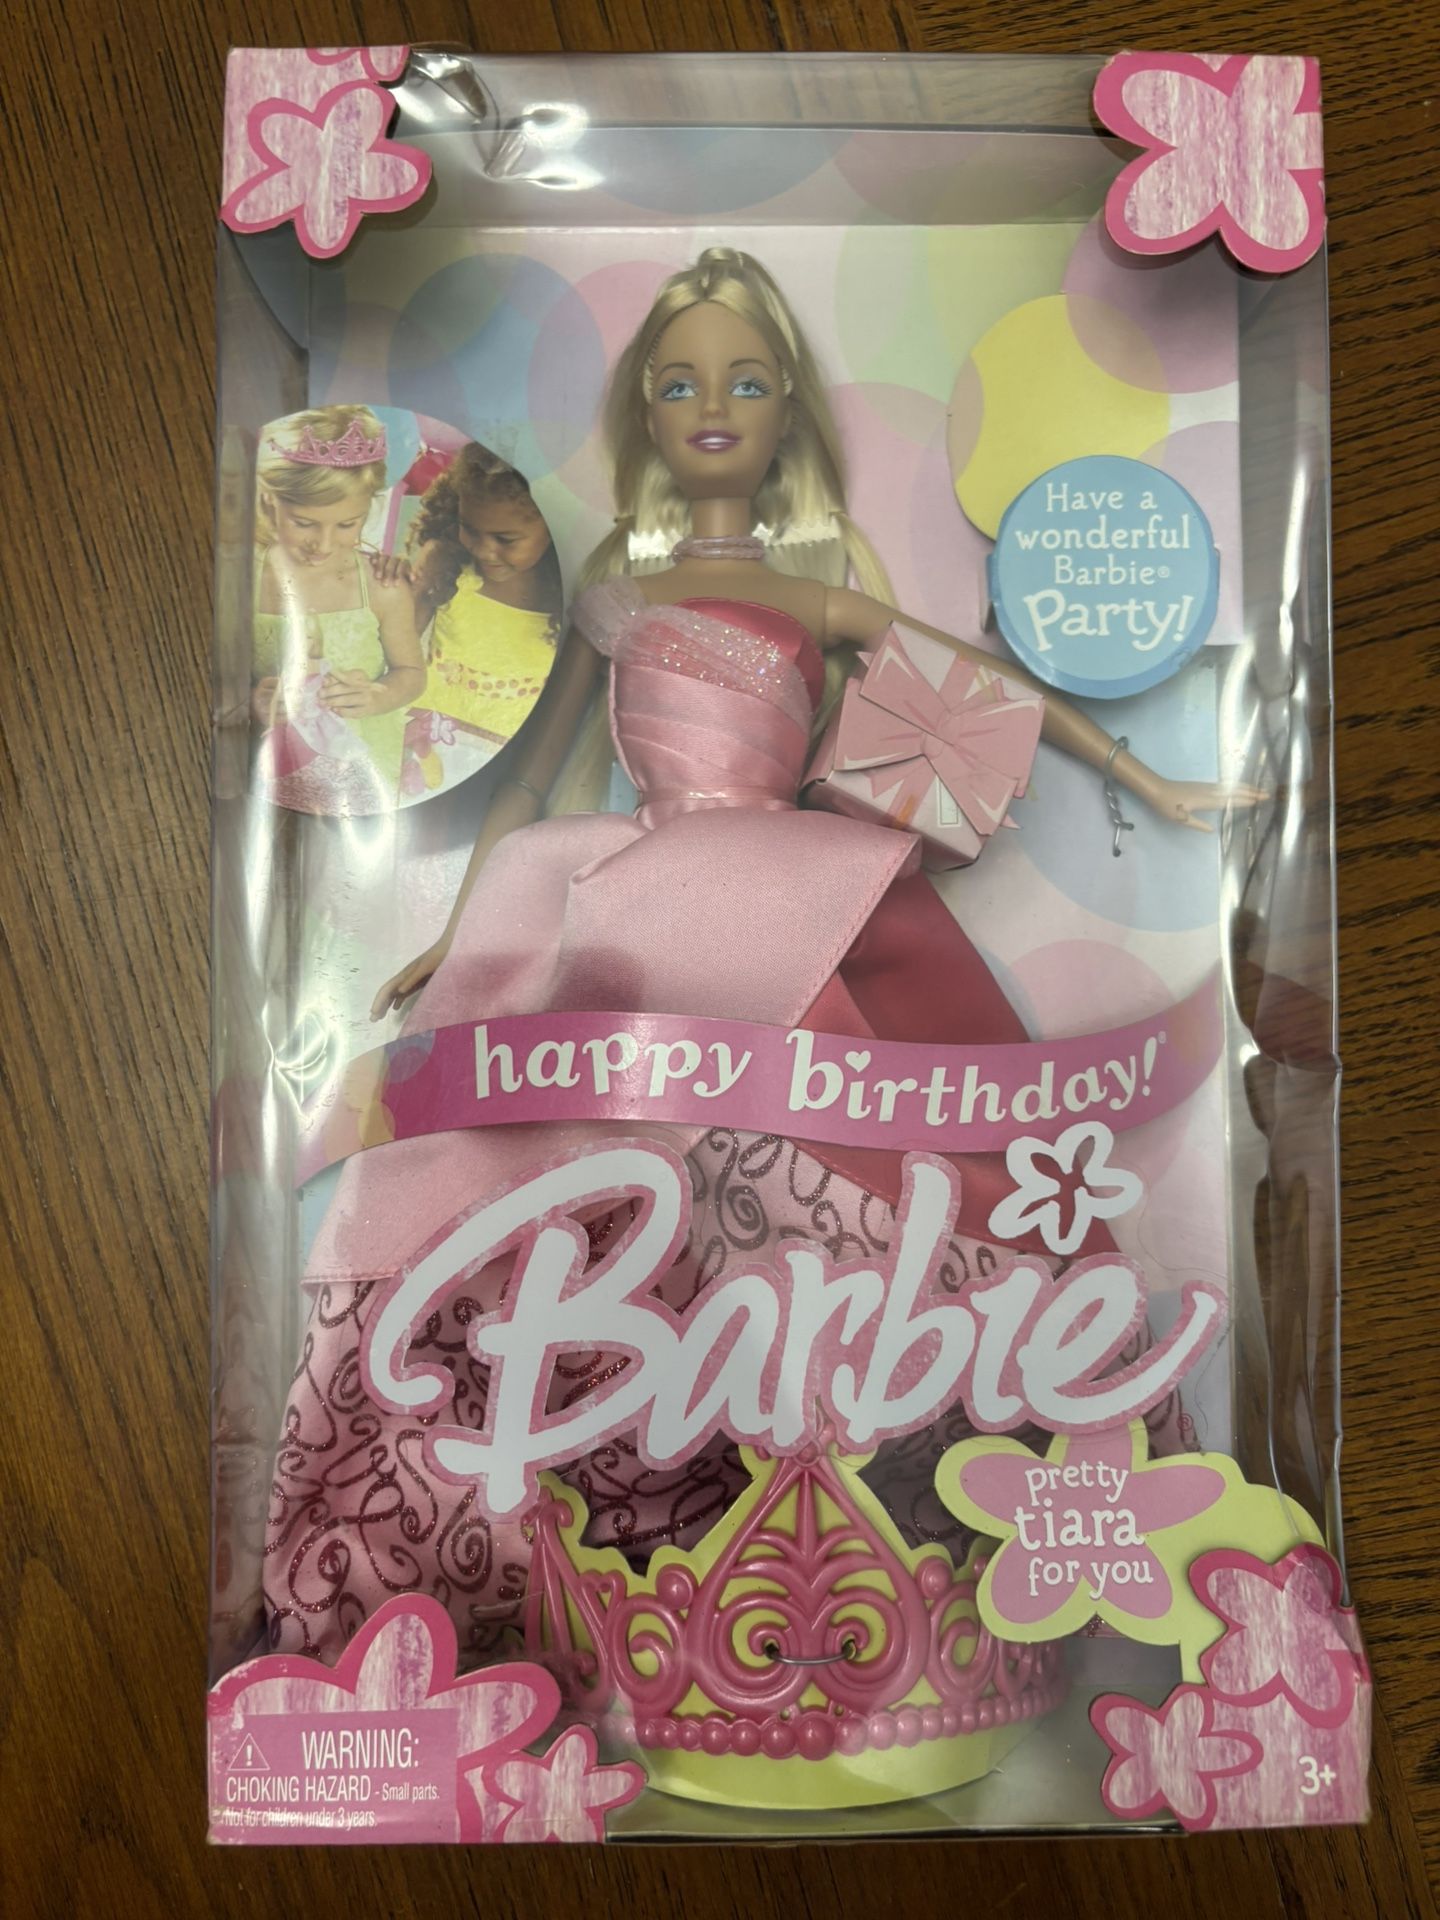 Have a
wonderful
Barbie®
Party!
happy birthday!®
Barbie®
pretty
tiara
for you
WARNING:
CHOKING HAZARD - Small parts.
Not for children under 3 years.
3+